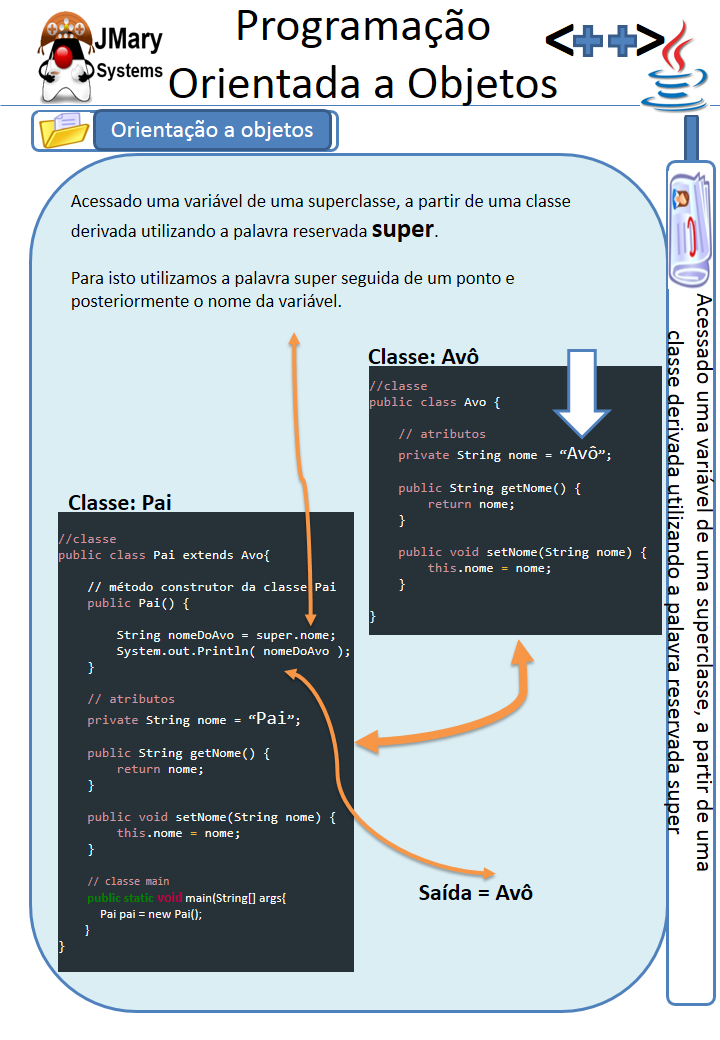 JMary
Systems
Programação
Orientada a Objetos
<++>
Orientação a objetos
Acessado uma variável de uma superclasse, a partir de uma classe
derivada utilizando a palavra reservada super.
Para isto utilizamos a palavra super seguida de um ponto e
posteriormente o nome da variável.
Classe: Avô
//classe
public class Avo {
// atributos
private String nome = “Avô”;
public String getNome() {
return nome;
}
public void setNome(String nome) {
this.nome = nome;
}
}
Classe: Pai
//classe
public class Pai extends Avo{
// método construtor da classe Pai
public Pai() {
String nomeDoAvo = super.nome;
System.out.Println( nomeDoAvo );
}
// atributos
private String nome = “Pai”;
public String getNome() {
return nome;
}
public void setNome(String nome) {
this.nome = nome;
}
// classe main
public static void main(String[] args{
Pai pai = new Pai();
}
}
Saída = Avô
Acessado uma variável de uma superclasse, a partir de uma
classe derivada utilizando a palavra reservada super